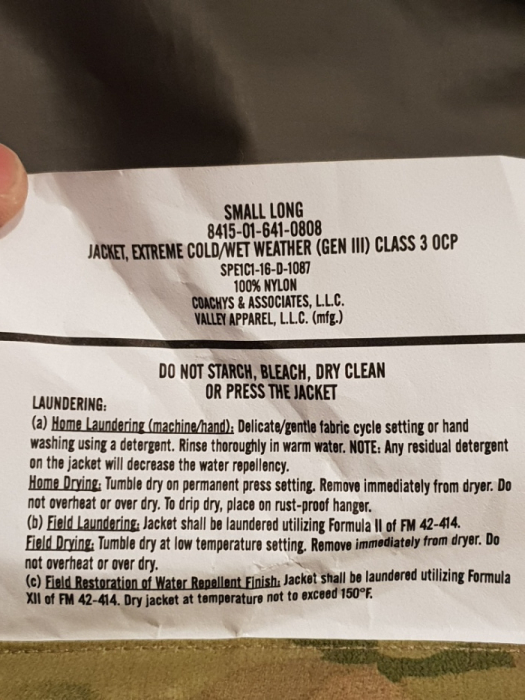 SMALL LONG
8415-01-641-0808
JACKET, EXTREME COLD/WET WEATHER (GEN III) CLASS 3 OCP
SPE1C1-16-D-1087
100% NYLON
COACHYS & ASSOCIATES, L.L.C.
VALLEY APPAREL, L.L.C. (mfg.)
DO NOT STARCH, BLEACH, DRY CLEAN
OR PRESS THE JACKET
LAUNDERING:
(a) Home Laundering (machine/hand): Delicate/gentle fabric cycle setting or hand
washing using a detergent. Rinse thoroughly in warm water. NOTE: Any residual detergent
on the jacket will decrease the water repellency.
Home Drying: Tumble dry on permanent press setting. Remove immediately from dryer. Do
not overheat or over dry. To drip dry, place on rust-proof hanger.
(b) Field Laundering: Jacket shall be laundered utilizing Formula II of FM 42-414.
Field Drying: Tumble dry at low temperature setting. Remove immediately from dryer. Do
not overheat or over dry.
(c) Field Restoration of Water Repellent Finish: Jacket shall be laundered utilizing Formula
XII of FM 42-414. Dry jacket at temperature not to exceed 150°F.